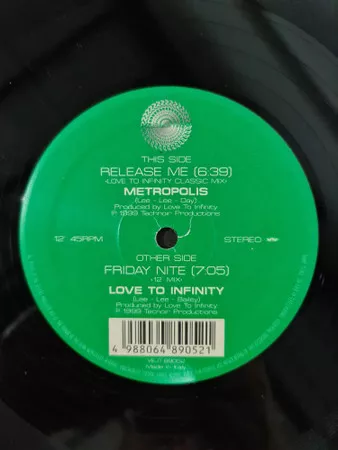 THIS SIDE
RELEASE ME (6:39)
<LOVE TO INFINITY CLASSIC MIX>
METROPOLIS
(Lee - Lee - Day)
Produced by Love To Infinity
℗ 1999 Technor Productions
12" 45RPM
STEREO
OTHER SIDE
FRIDAY NITE (7:05)
<12" MIX>
LOVE TO INFINITY
(Lee - Lee - Bailey)
Produced by Love To Infinity
℗ 1999 Technor Productions
4 988064 890521
Made in Italy